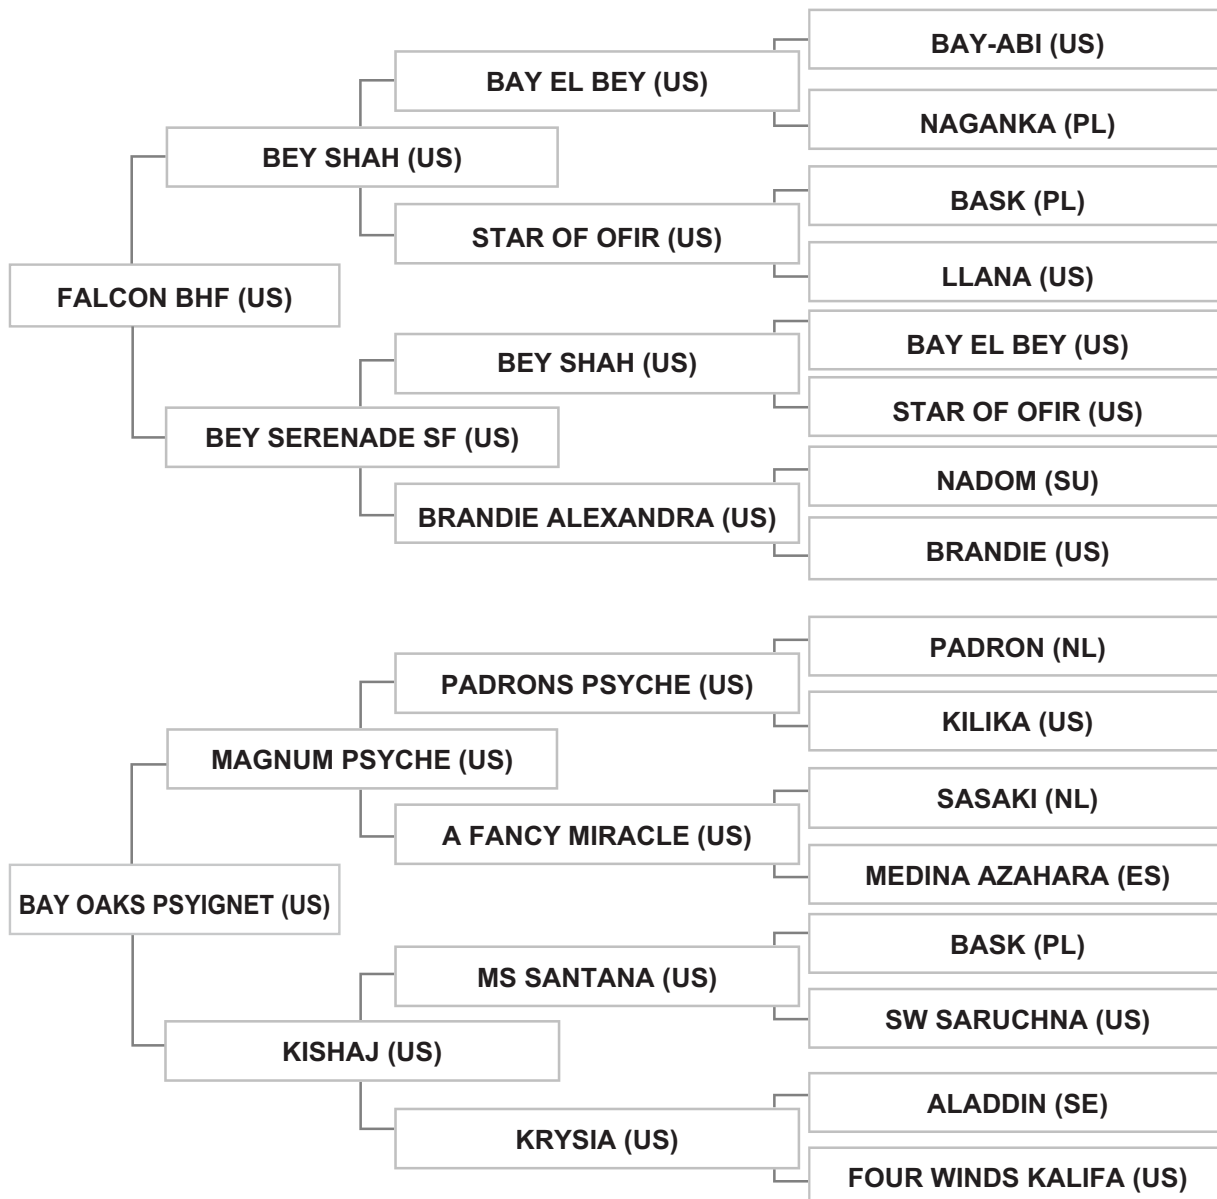 BAY-ABI (US)
BAY EL BEY (US)
NAGANKA (PL)
BEY SHAH (US)
BASK (PL)
STAR OF OFIR (US)
LLANA (US)
FALCON BHF (US)
BAY EL BEY (US)
BEY SHAH (US)
STAR OF OFIR (US)
BEY SERENADE SF (US)
NADOM (SU)
BRANDIE ALEXANDRA (US)
BRANDIE (US)
PADRON (NL)
PADRONS PSYCHE (US)
KILIKA (US)
MAGNUM PSYCHE (US)
SASAKI (NL)
A FANCY MIRACLE (US)
MEDINA AZAHARA (ES)
BAY OAKS PSYIGNET (US)
BASK (PL)
MS SANTANA (US)
SW SARUCHNA (US)
KISHAJ (US)
ALADDIN (SE)
KRYSIA (US)
FOUR WINDS KALIFA (US)